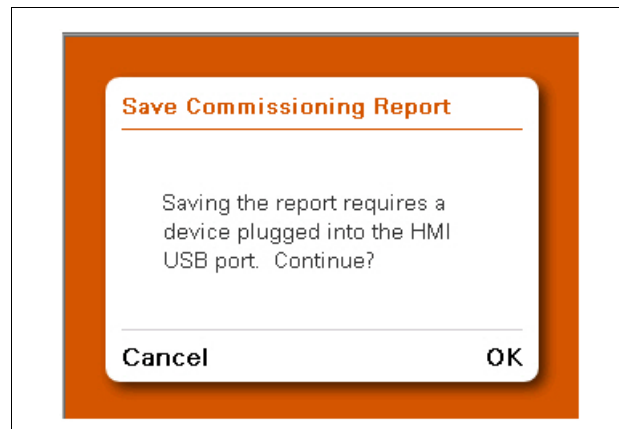 Save Commissioning Report
Saving the report requires a
device plugged into the HMI
USB port.  Continue?
Cancel
OK